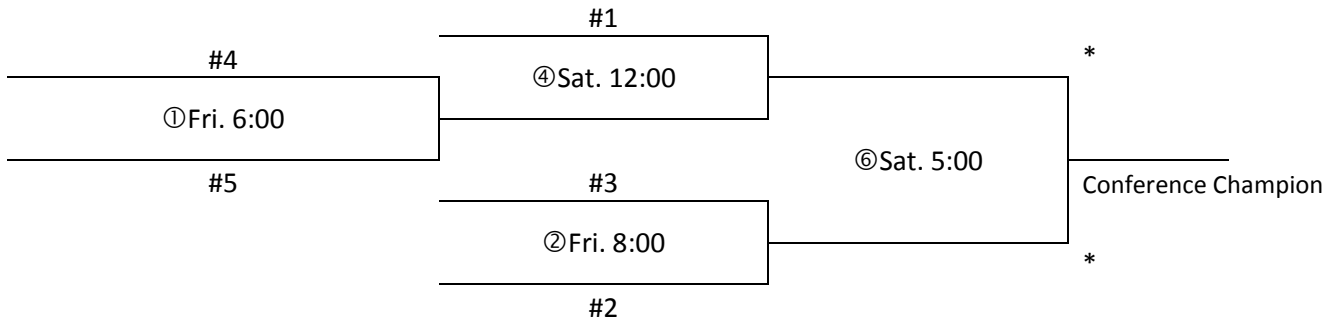 #1
#4
*
④Sat. 12:00
①Fri. 6:00
⑥Sat. 5:00
#5
#3
Conference Champion
②Fri. 8:00
*
#2